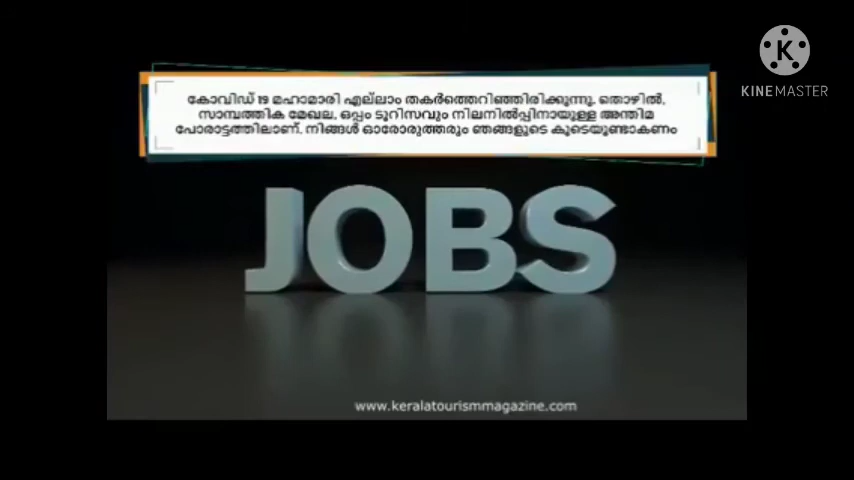 KINEMASTER
കോവിഡ് 19 മഹാമാരി എല്ലാം തകർത്തെറിഞ്ഞിരിക്കുന്നു. തൊഴിൽ,
സാമ്പത്തിക മേഖല, ഒപ്പം ടൂറിസവും നിലനിൽപ്പിനായുള്ള അന്തിമ
പോരാട്ടത്തിലാണ്. നിങ്ങൾ ഓരോരുത്തരും ഞങ്ങളുടെ കൂടെയുണ്ടാകണം
JOBS
www.keralatourismmagazine.com